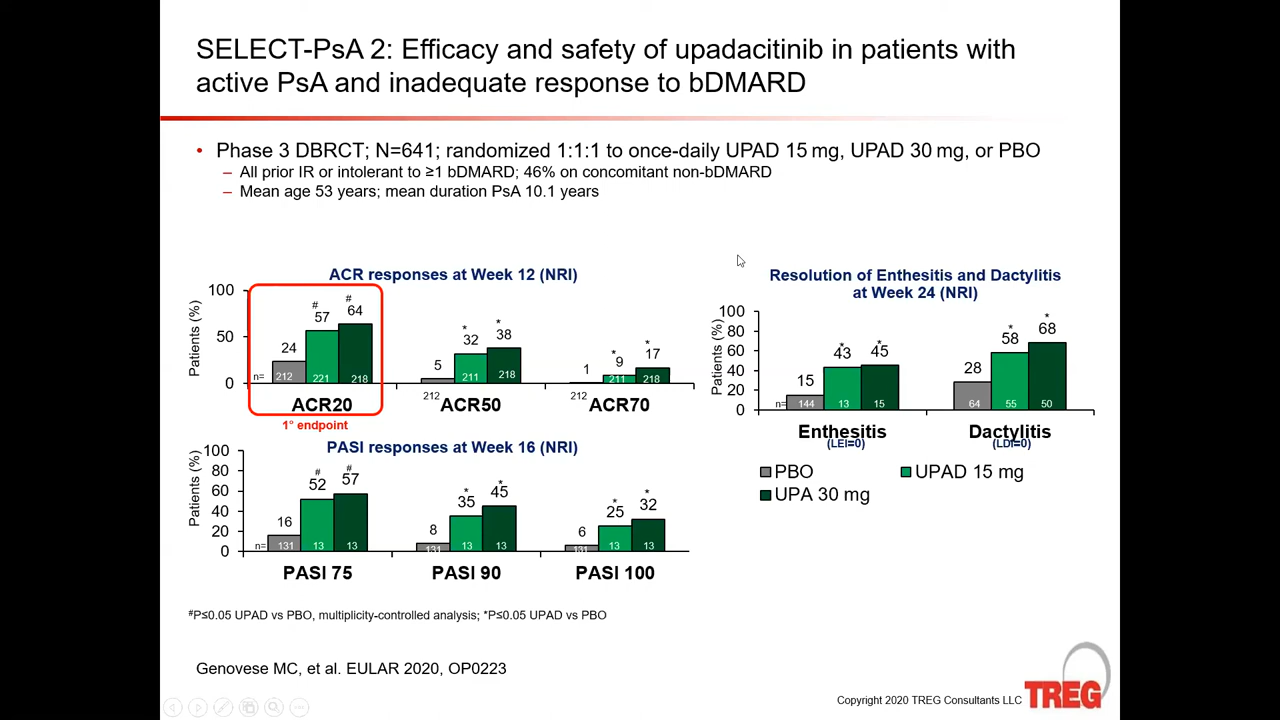 SELECT-PsA 2: Efficacy and safety of upadacitinib in patients with
active PsA and inadequate response to bDMARD
• Phase 3 DBRCT; N=641; randomized 1:1:1 to once-daily UPAD 15 mg, UPAD 30 mg, or PBO
– All prior IR or intolerant to ≥1 bDMARD; 46% on concomitant non-bDMARD
– Mean age 53 years; mean duration PsA 10.1 years
ACR responses at Week 12 (NRI)
Patients (%)
100
50
0
24
# 57
# 64
5
* 32
* 38
1
* 9
* 17
n= 212 221 218
212 211 218
212 211 218
ACR20 ACR50 ACR70
1° endpoint
PASI responses at Week 16 (NRI)
Patients (%)
100
80
60
40
20
0
16
# 52
# 57
8
* 35
* 45
6
* 25
* 32
n= 131 13 13
131 13 13
131 13 13
PASI 75 PASI 90 PASI 100
Resolution of Enthesitis and Dactylitis
at Week 24 (NRI)
Patients (%)
100
80
60
40
20
0
15
* 43
* 45
28
* 58
* 68
n= 144 13 15
64 55 50
Enthesitis Dactylitis
(LEI=0) (LDI=0)
PBO UPAD 15 mg
UPA 30 mg
#P≤0.05 UPAD vs PBO, multiplicity-controlled analysis; *P≤0.05 UPAD vs PBO
Genovese MC, et al. EULAR 2020, OP0223
Copyright 2020 TREG Consultants LLC
TREG